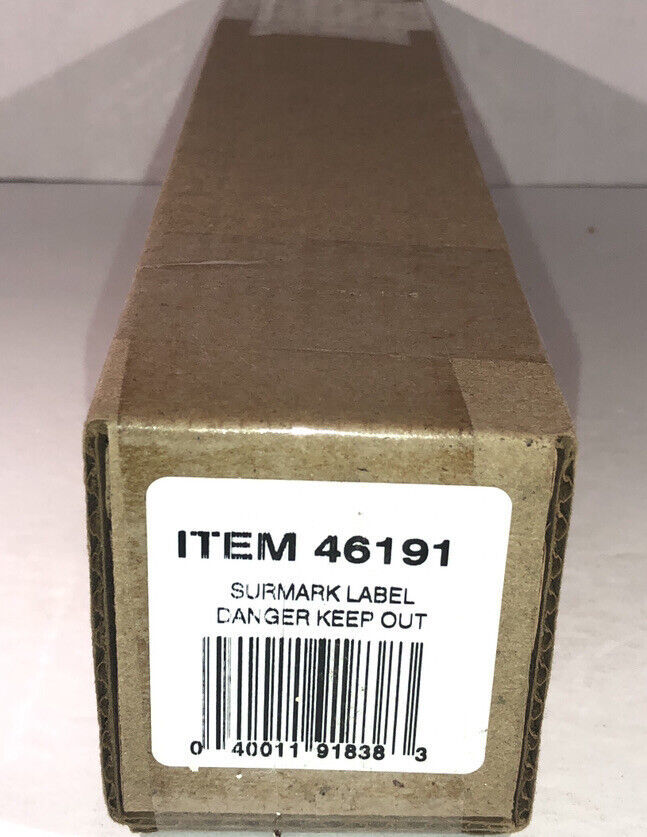 ITEM 46191
SURMARK LABEL
DANGER KEEP OUT
0 40011 91838 3